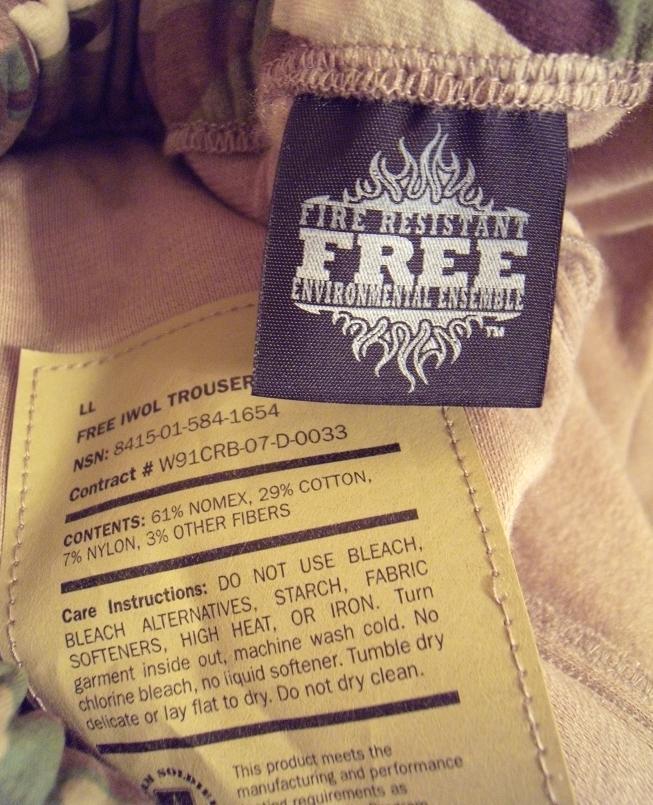 FIRE RESISTANT
FREE
ENVIRONMENTAL ENSEMBLE
TM
LL
FREE IWOL TROUSER
NSN: 8415-01-584-1654
Contract # W91CRB-07-D-0033
CONTENTS: 61% NOMEX, 29% COTTON,
7% NYLON, 3% OTHER FIBERS
Care Instructions: DO NOT USE BLEACH,
BLEACH ALTERNATIVES, STARCH, FABRIC
SOFTENERS, HIGH HEAT, OR IRON. Turn
garment inside out, machine wash cold. No
chlorine bleach, no liquid softener. Tumble dry
delicate or lay flat to dry. Do not dry clean.
This product meets the
manufacturing and performance
requirements as